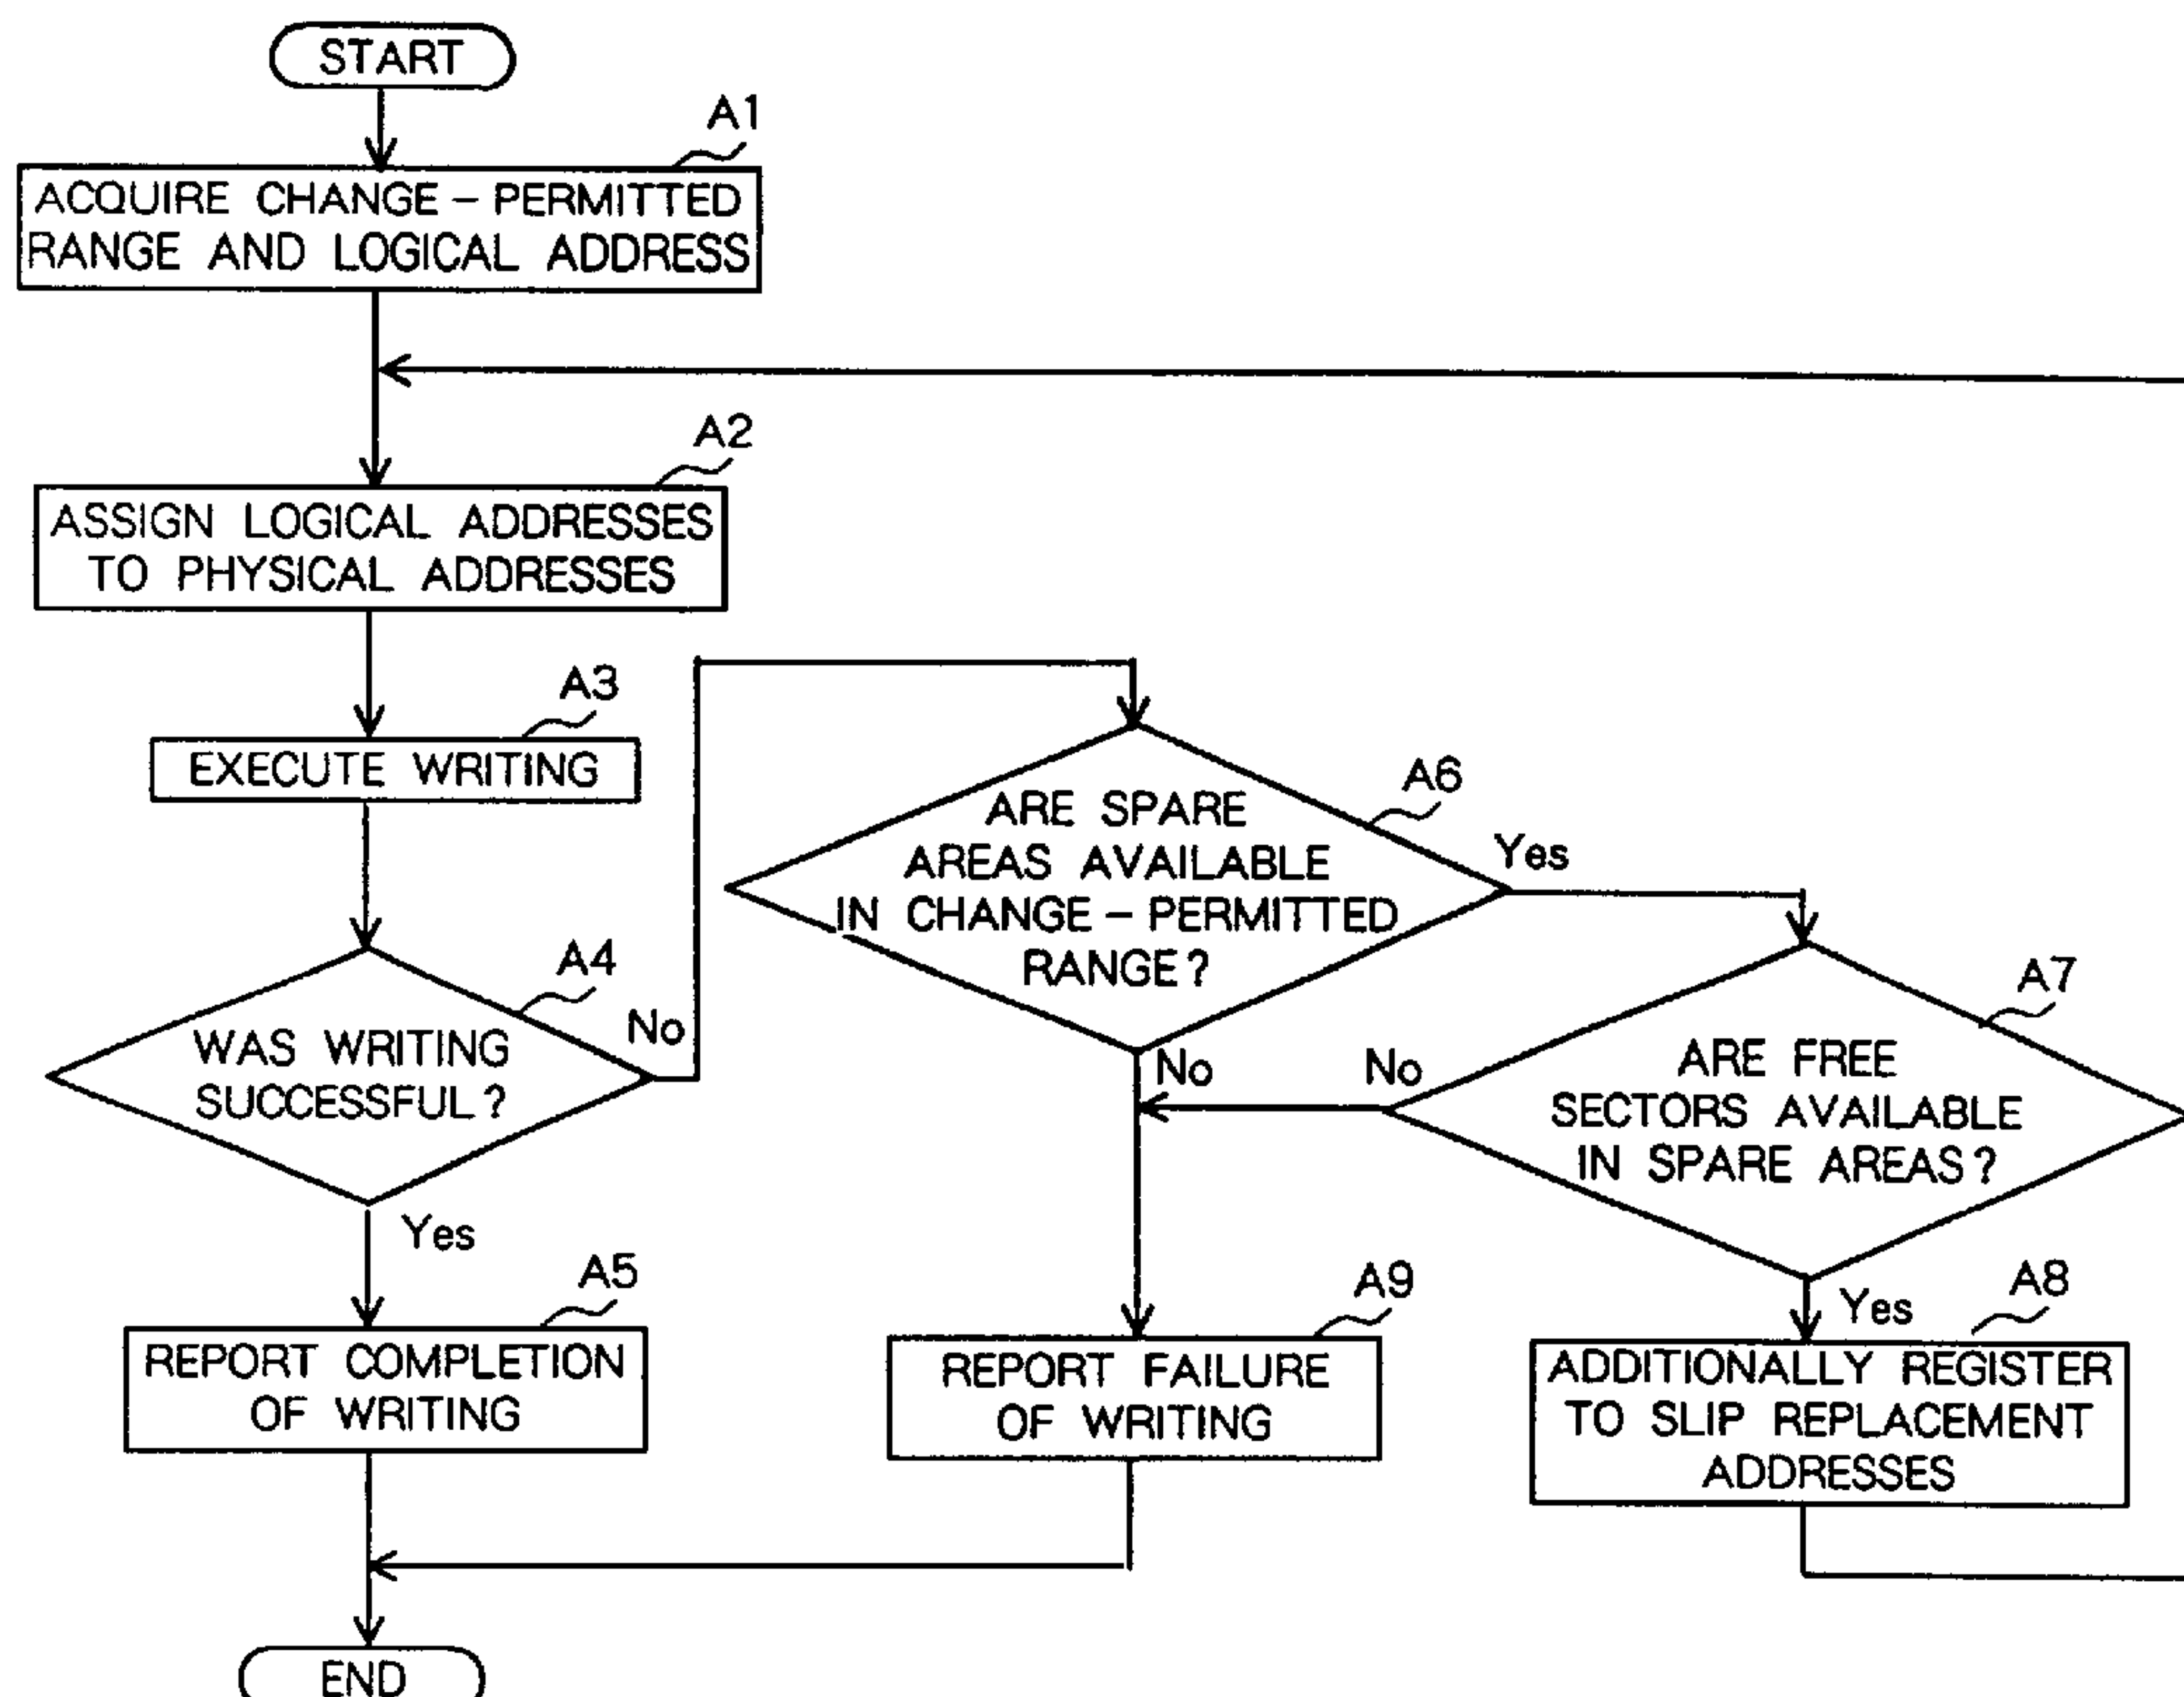 START
A1
ACQUIRE CHANGE – PERMITTED
RANGE AND LOGICAL ADDRESS
A2
ASSIGN LOGICAL ADDRESSES
TO PHYSICAL ADDRESSES
A3
EXECUTE WRITING
A4
WAS WRITING
SUCCESSFUL?
No
Yes
A5
REPORT COMPLETION
OF WRITING
A6
ARE SPARE
AREAS AVAILABLE
IN CHANGE – PERMITTED
RANGE?
Yes
No
A7
ARE FREE
SECTORS AVAILABLE
IN SPARE AREAS?
No
Yes
A8
ADDITIONALLY REGISTER
TO SLIP REPLACEMENT
ADDRESSES
A9
REPORT FAILURE
OF WRITING
END